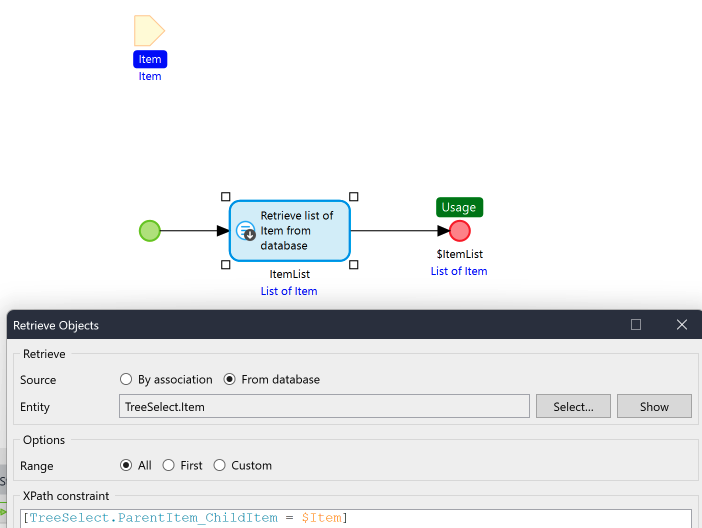 Item
Item
Retrieve list of
Item from
database
Usage
ItemList
List of Item
$ItemList
List of Item
Retrieve Objects
Retrieve
Source
By association
From database
Entity
TreeSelect.Item
Select...
Show
Options
Range
All
First
Custom
XPath constraint
[TreeSelect.ParentItem_ChildItem = $Item]